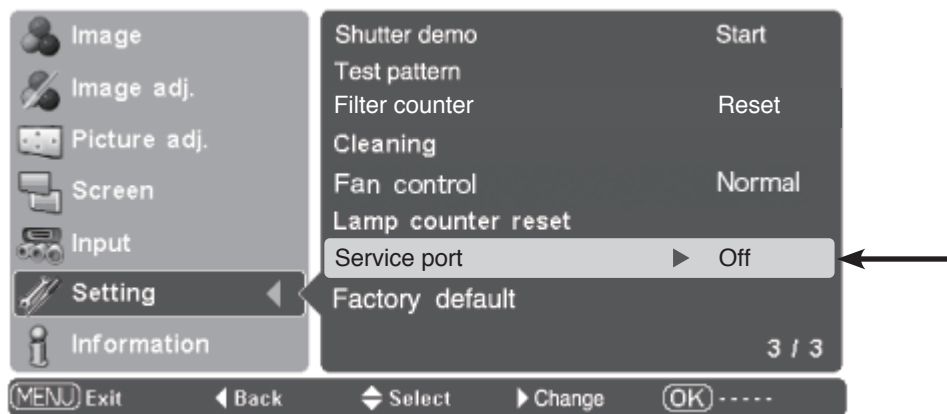 Image
Image adj.
Picture adj.
Screen
Input
Setting
Information
Shutter demo Start
Test pattern
Filter counter Reset
Cleaning
Fan control Normal
Lamp counter reset
Service port Off
Factory default
3 / 3
MENU Exit Back Select Change OK -----